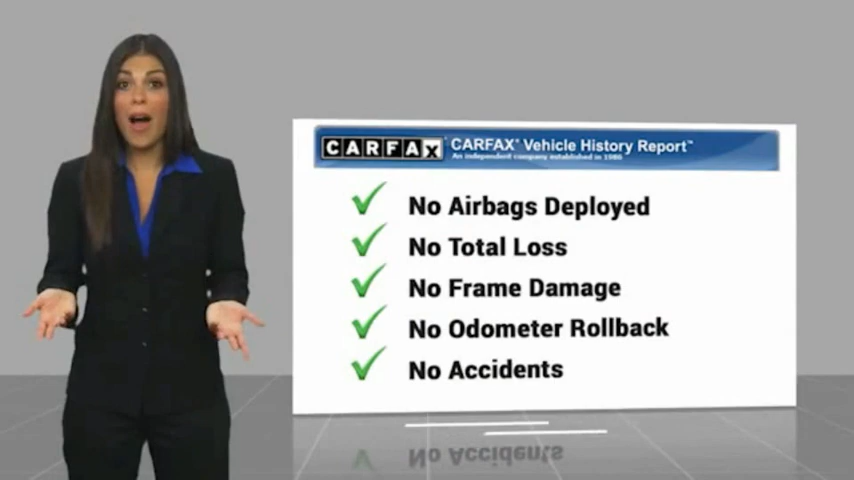 CARFAX CARFAX® Vehicle History Report™
An independent company established in 1986
No Airbags Deployed
No Total Loss
No Frame Damage
No Odometer Rollback
No Accidents
No Accidents